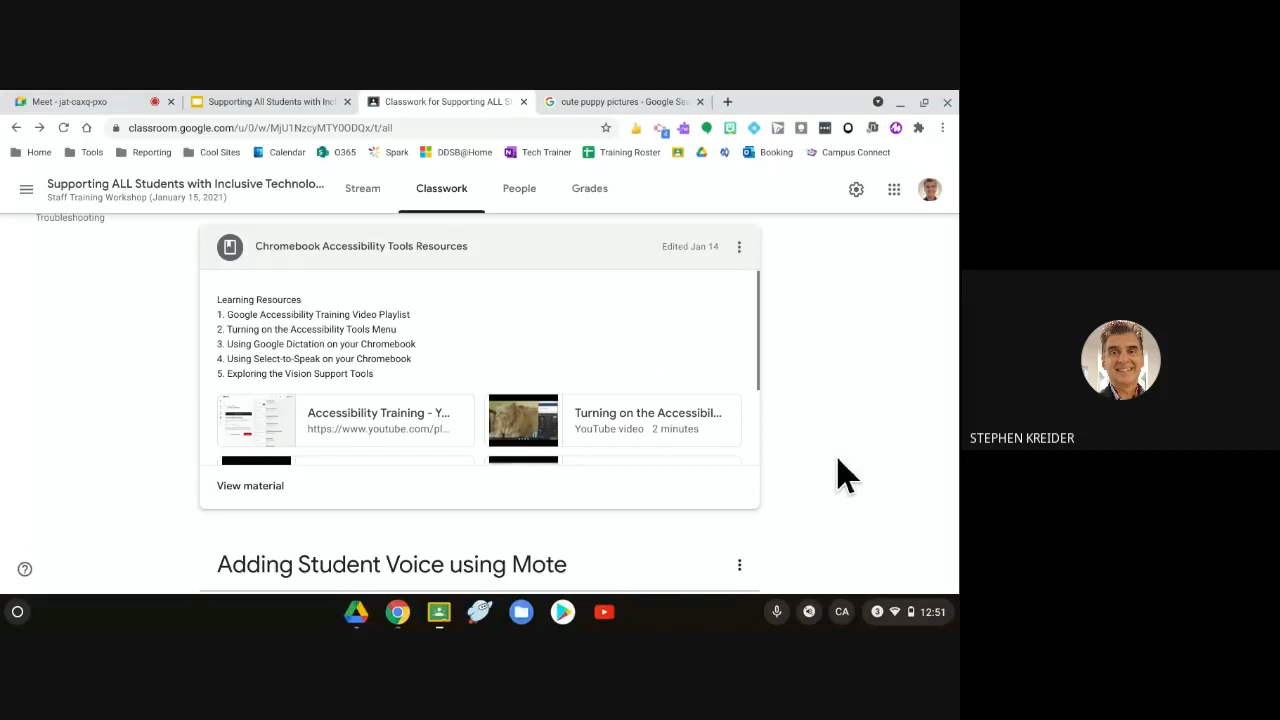 Meet - jat-caxq-pxo
Supporting All Students with Incl
Classwork for Supporting ALL S
cute puppy pictures - Google Sea
classroom.google.com/u/0/w/MjU1NzcyMTY0ODQx/t/all
Home
Tools
Reporting
Cool Sites
Calendar
O365
Spark
DDSB@Home
Tech Trainer
Training Roster
Booking
Campus Connect
Supporting ALL Students with Inclusive Technolo...
Staff Training Workshop (January 15, 2021)
Stream
Classwork
People
Grades
Troubleshooting
Chromebook Accessibility Tools Resources
Edited Jan 14
Learning Resources
1. Google Accessibility Training Video Playlist
2. Turning on the Accessibility Tools Menu
3. Using Google Dictation on your Chromebook
4. Using Select-to-Speak on your Chromebook
5. Exploring the Vision Support Tools
Accessibility Training - Y...
https://www.youtube.com/pl...
Turning on the Accessibil...
YouTube video 2 minutes
View material
Adding Student Voice using Mote
STEPHEN KREIDER
CA
3
12:51